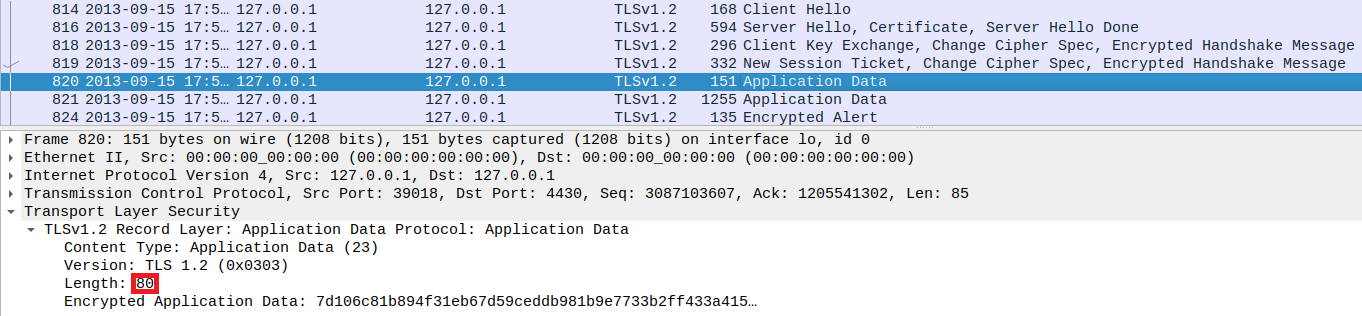 814 2013-09-15 17:5… 127.0.0.1 127.0.0.1 TLSv1.2 168 Client Hello
816 2013-09-15 17:5… 127.0.0.1 127.0.0.1 TLSv1.2 594 Server Hello, Certificate, Server Hello Done
818 2013-09-15 17:5… 127.0.0.1 127.0.0.1 TLSv1.2 296 Client Key Exchange, Change Cipher Spec, Encrypted Handshake Message
819 2013-09-15 17:5… 127.0.0.1 127.0.0.1 TLSv1.2 332 New Session Ticket, Change Cipher Spec, Encrypted Handshake Message
820 2013-09-15 17:5… 127.0.0.1 127.0.0.1 TLSv1.2 151 Application Data
821 2013-09-15 17:5… 127.0.0.1 127.0.0.1 TLSv1.2 1255 Application Data
824 2013-09-15 17:5… 127.0.0.1 127.0.0.1 TLSv1.2 135 Encrypted Alert
Frame 820: 151 bytes on wire (1208 bits), 151 bytes captured (1208 bits) on interface lo, id 0
Ethernet II, Src: 00:00:00_00:00:00 (00:00:00:00:00:00), Dst: 00:00:00_00:00:00 (00:00:00:00:00:00)
Internet Protocol Version 4, Src: 127.0.0.1, Dst: 127.0.0.1
Transmission Control Protocol, Src Port: 39018, Dst Port: 4430, Seq: 3087103607, Ack: 1205541302, Len: 85
Transport Layer Security
TLSv1.2 Record Layer: Application Data Protocol: Application Data
Content Type: Application Data (23)
Version: TLS 1.2 (0x0303)
Length: 80
Encrypted Application Data: 7d106c81b894f31eb67d59ceddb981b9e7733b2ff433a415…